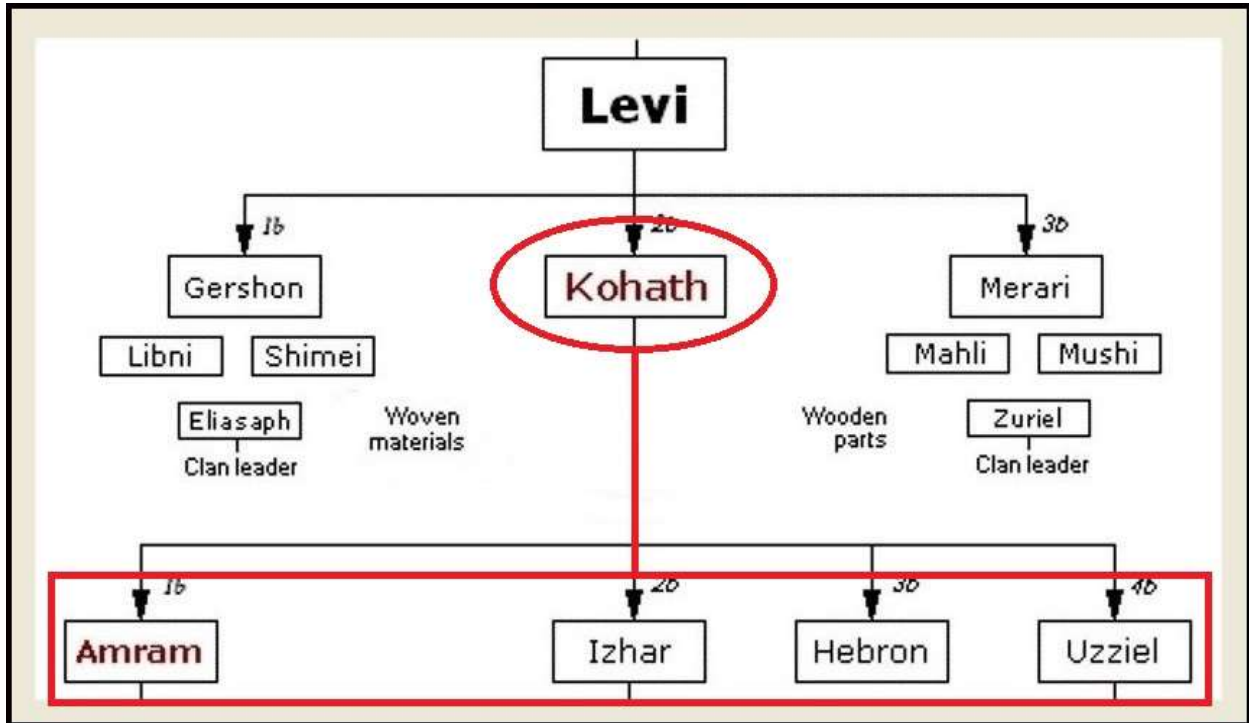 Levi
1b
2b
3b
Gershon
Kohath
Merari
Libni
Shimei
Mahli
Mushi
Eliasaph
Woven
materials
Wooden
parts
Zuriel
Clan leader
Clan leader
1b
2b
3b
4b
Amram
Izhar
Hebron
Uzziel